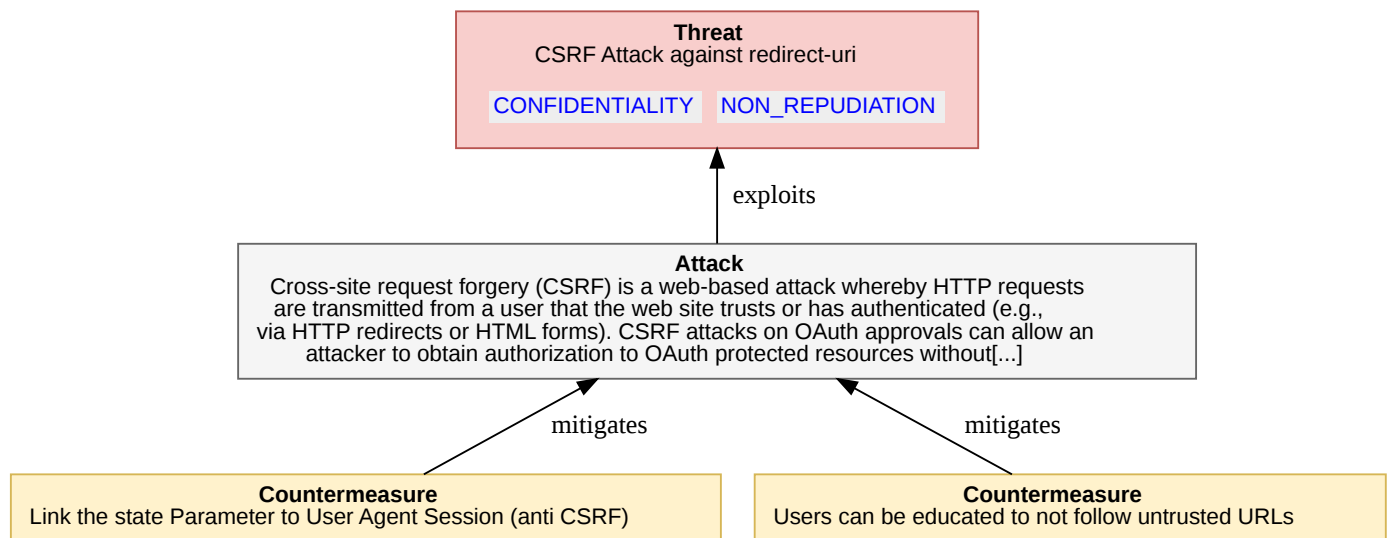 Threat
CSRF Attack against redirect-uri
CONFIDENTIALITY NON_REPUDIATION
exploits
Attack
Cross-site request forgery (CSRF) is a web-based attack whereby HTTP requests
are transmitted from a user that the web site trusts or has authenticated (e.g.,
via HTTP redirects or HTML forms). CSRF attacks on OAuth approvals can allow an
attacker to obtain authorization to OAuth protected resources without[...]
mitigates
mitigates
Countermeasure
Link the state Parameter to User Agent Session (anti CSRF)
Countermeasure
Users can be educated to not follow untrusted URLs